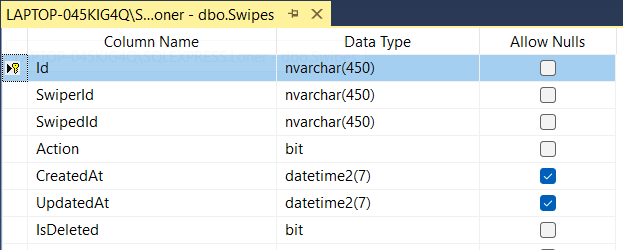 LAPTOP-045KIG4Q\S...oner - dbo.Swipes
Column Name Data Type Allow Nulls
Id nvarchar(450)
SwiperId nvarchar(450)
SwipedId nvarchar(450)
Action bit
CreatedAt datetime2(7)
UpdatedAt datetime2(7)
IsDeleted bit